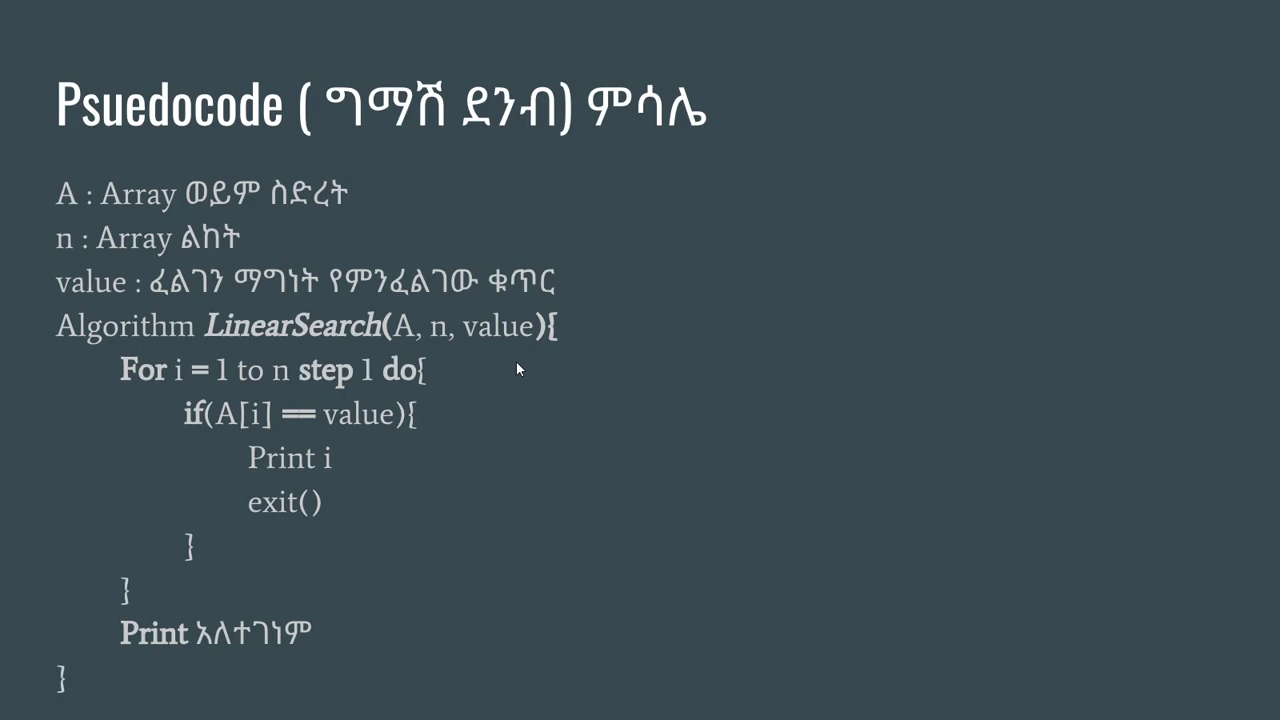 Psuedocode ( ግማሽ ደንብ) ምሳሌ
A : Array ወይም ስድረት
n : Array ልከት
value : ፈልገን ማግነት የምንፈልገው ቁጥር
Algorithm LinearSearch(A, n, value){
For i = 1 to n step 1 do{
if(A[i] == value){
Print i
exit()
}
}
Print አለተገነም
}